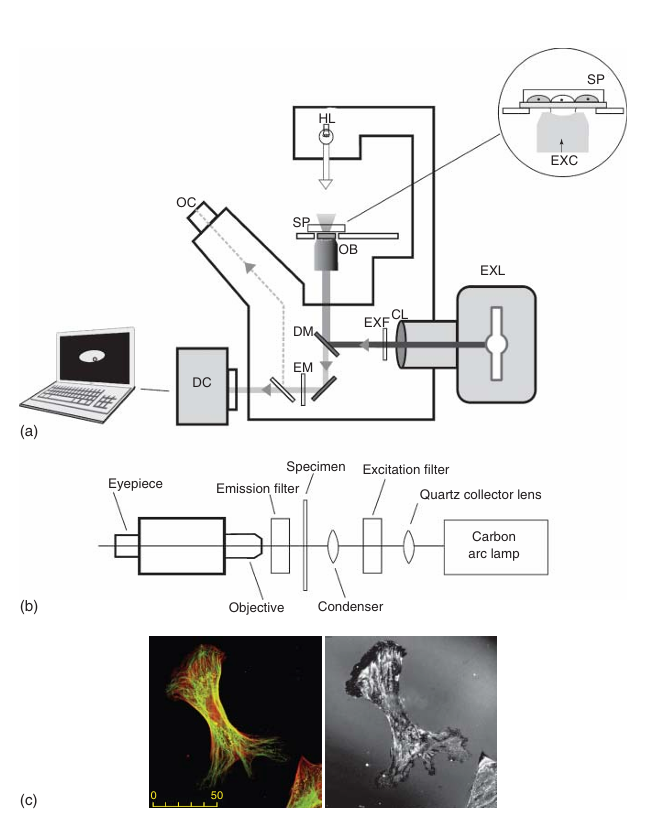 SP
EXC
HL
OC
SP
OB
EXL
CL
EXF
DM
EM
DC
(a)
Specimen
Eyepiece
Emission filter
Excitation filter
Quartz collector lens
Carbon
arc lamp
Objective
Condenser
(b)
0 50
(c)